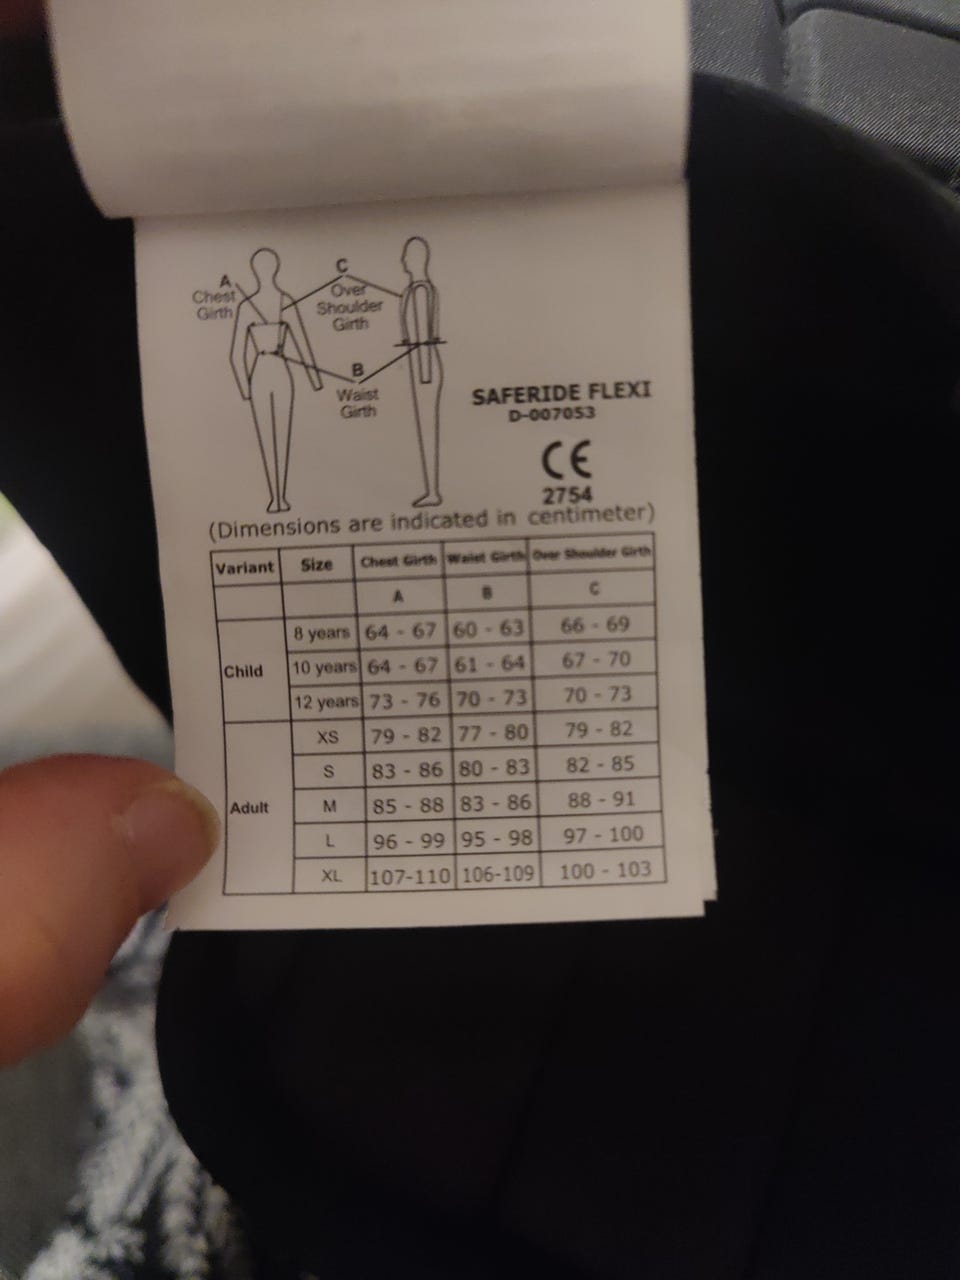 A
Chest
Girth
C
Over
Shoulder
Girth
B
Waist
Girth
SAFERIDE FLEXI
D-007053
CE
2754
(Dimensions are indicated in centimeter)
Variant Size Chest Girth Waist Girth Over Shoulder Girth
A B C
Child
8 years 64 - 67 60 - 63 66 - 69
10 years 64 - 67 61 - 64 67 - 70
12 years 73 - 76 70 - 73 70 - 73
Adult
XS 79 - 82 77 - 80 79 - 82
S 83 - 86 80 - 83 82 - 85
M 85 - 88 83 - 86 88 - 91
L 96 - 99 95 - 98 97 - 100
XL 107-110 106-109 100 - 103